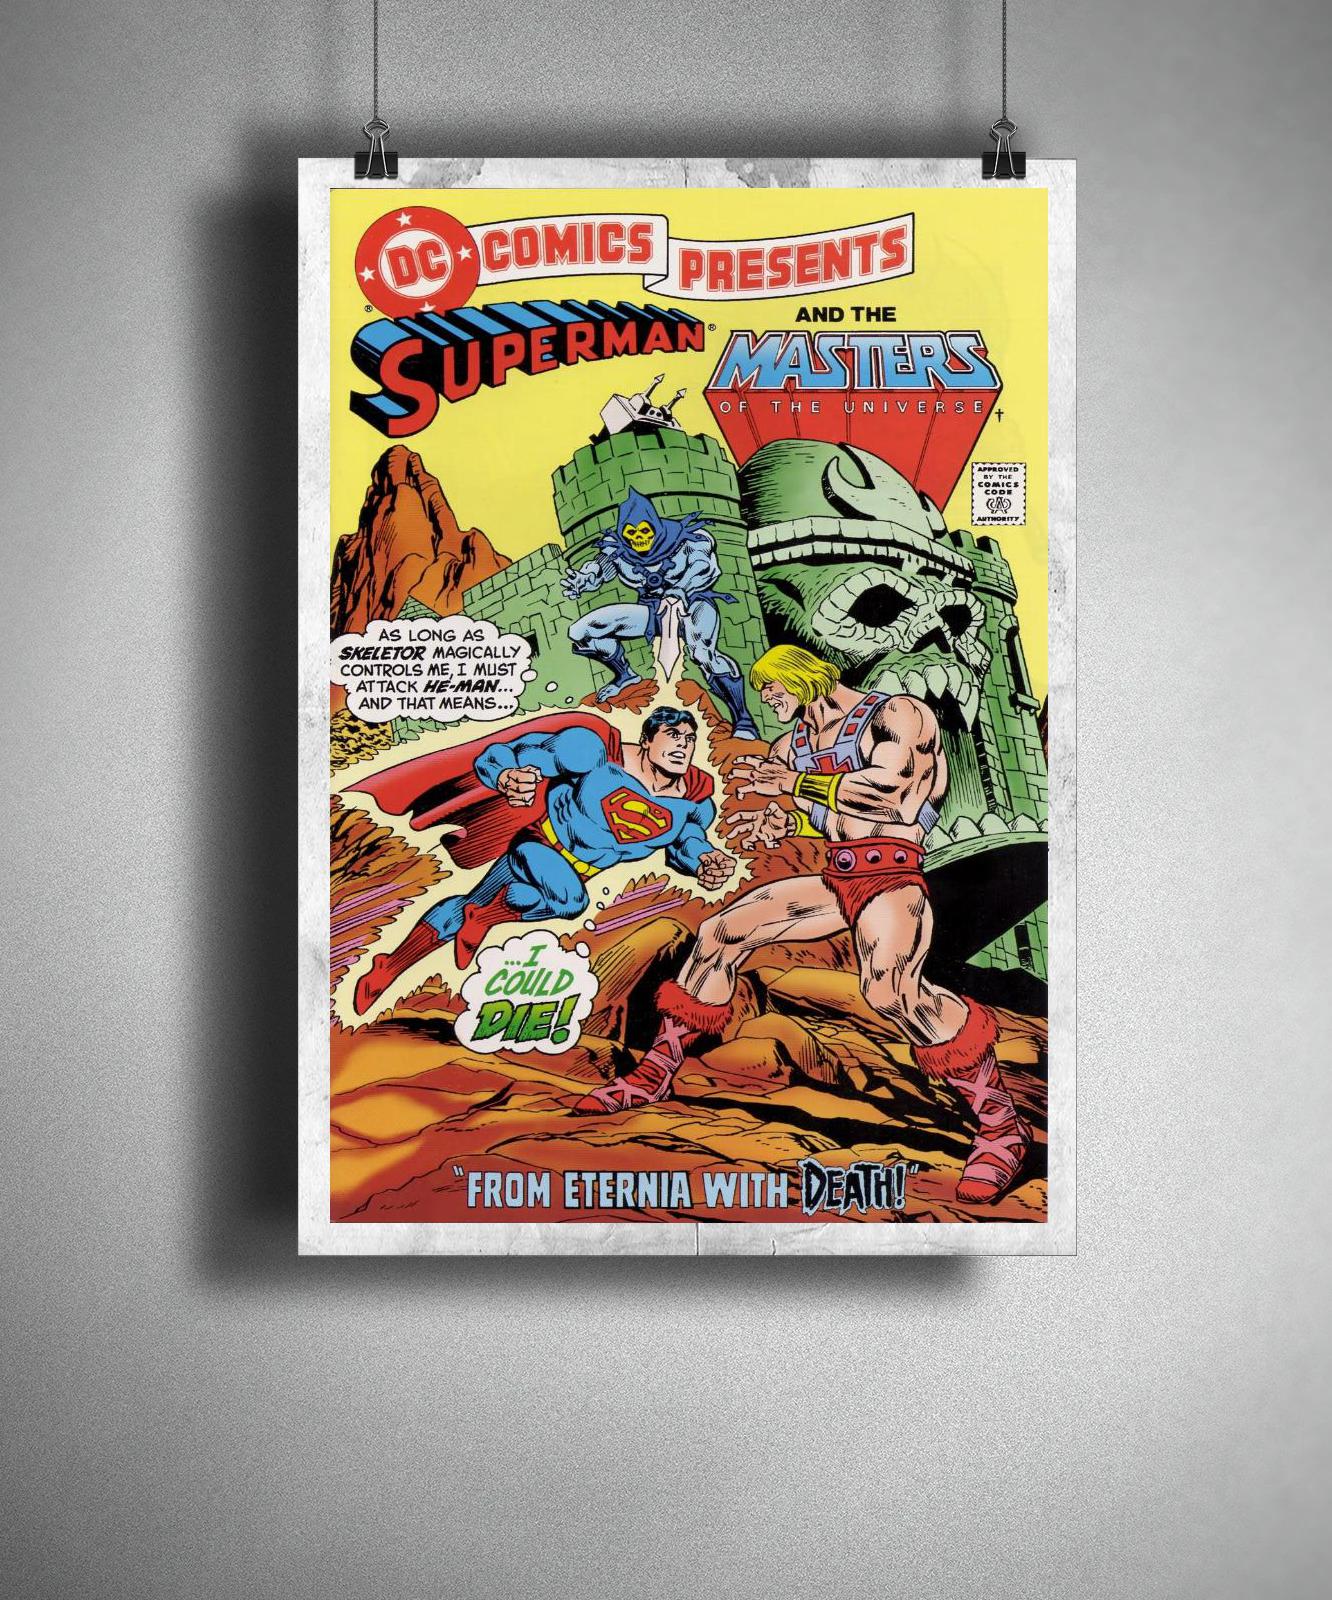 DC COMICS PRESENTS
®
SUPERMAN®
AND THE
MASTERS
OF THE UNIVERSE†
APPROVED
BY THE
COMICS
CODE
AUTHORITY
AS LONG AS
SKELETOR MAGICALLY
CONTROLS ME, I MUST
ATTACK HE-MAN...
AND THAT MEANS...
...I
COULD
DIE!
"FROM ETERNIA WITH DEATH!"